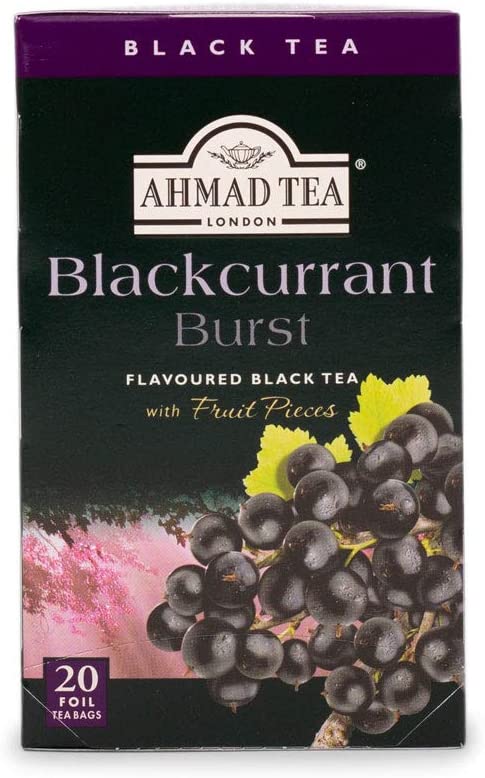 BLACK TEA
AHMAD TEA®
LONDON
Blackcurrant
Burst
FLAVOURED BLACK TEA
with Fruit Pieces
20
FOIL
TEA BAGS